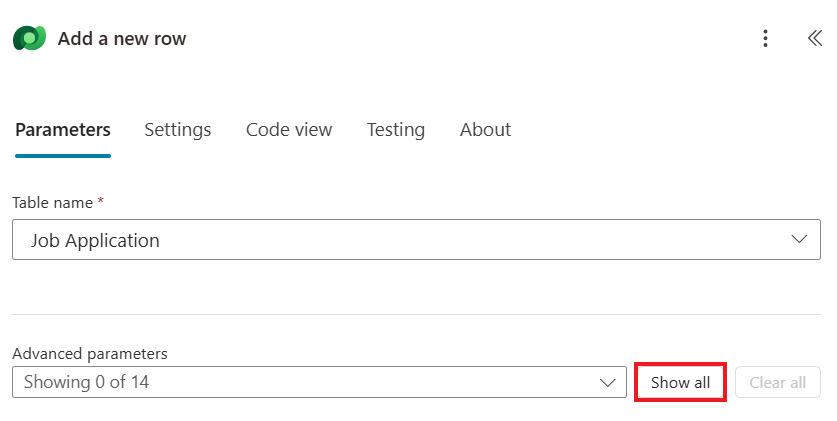 Add a new row
Parameters Settings Code view Testing About
Table name *
Job Application
Advanced parameters
Showing 0 of 14 Show all Clear all